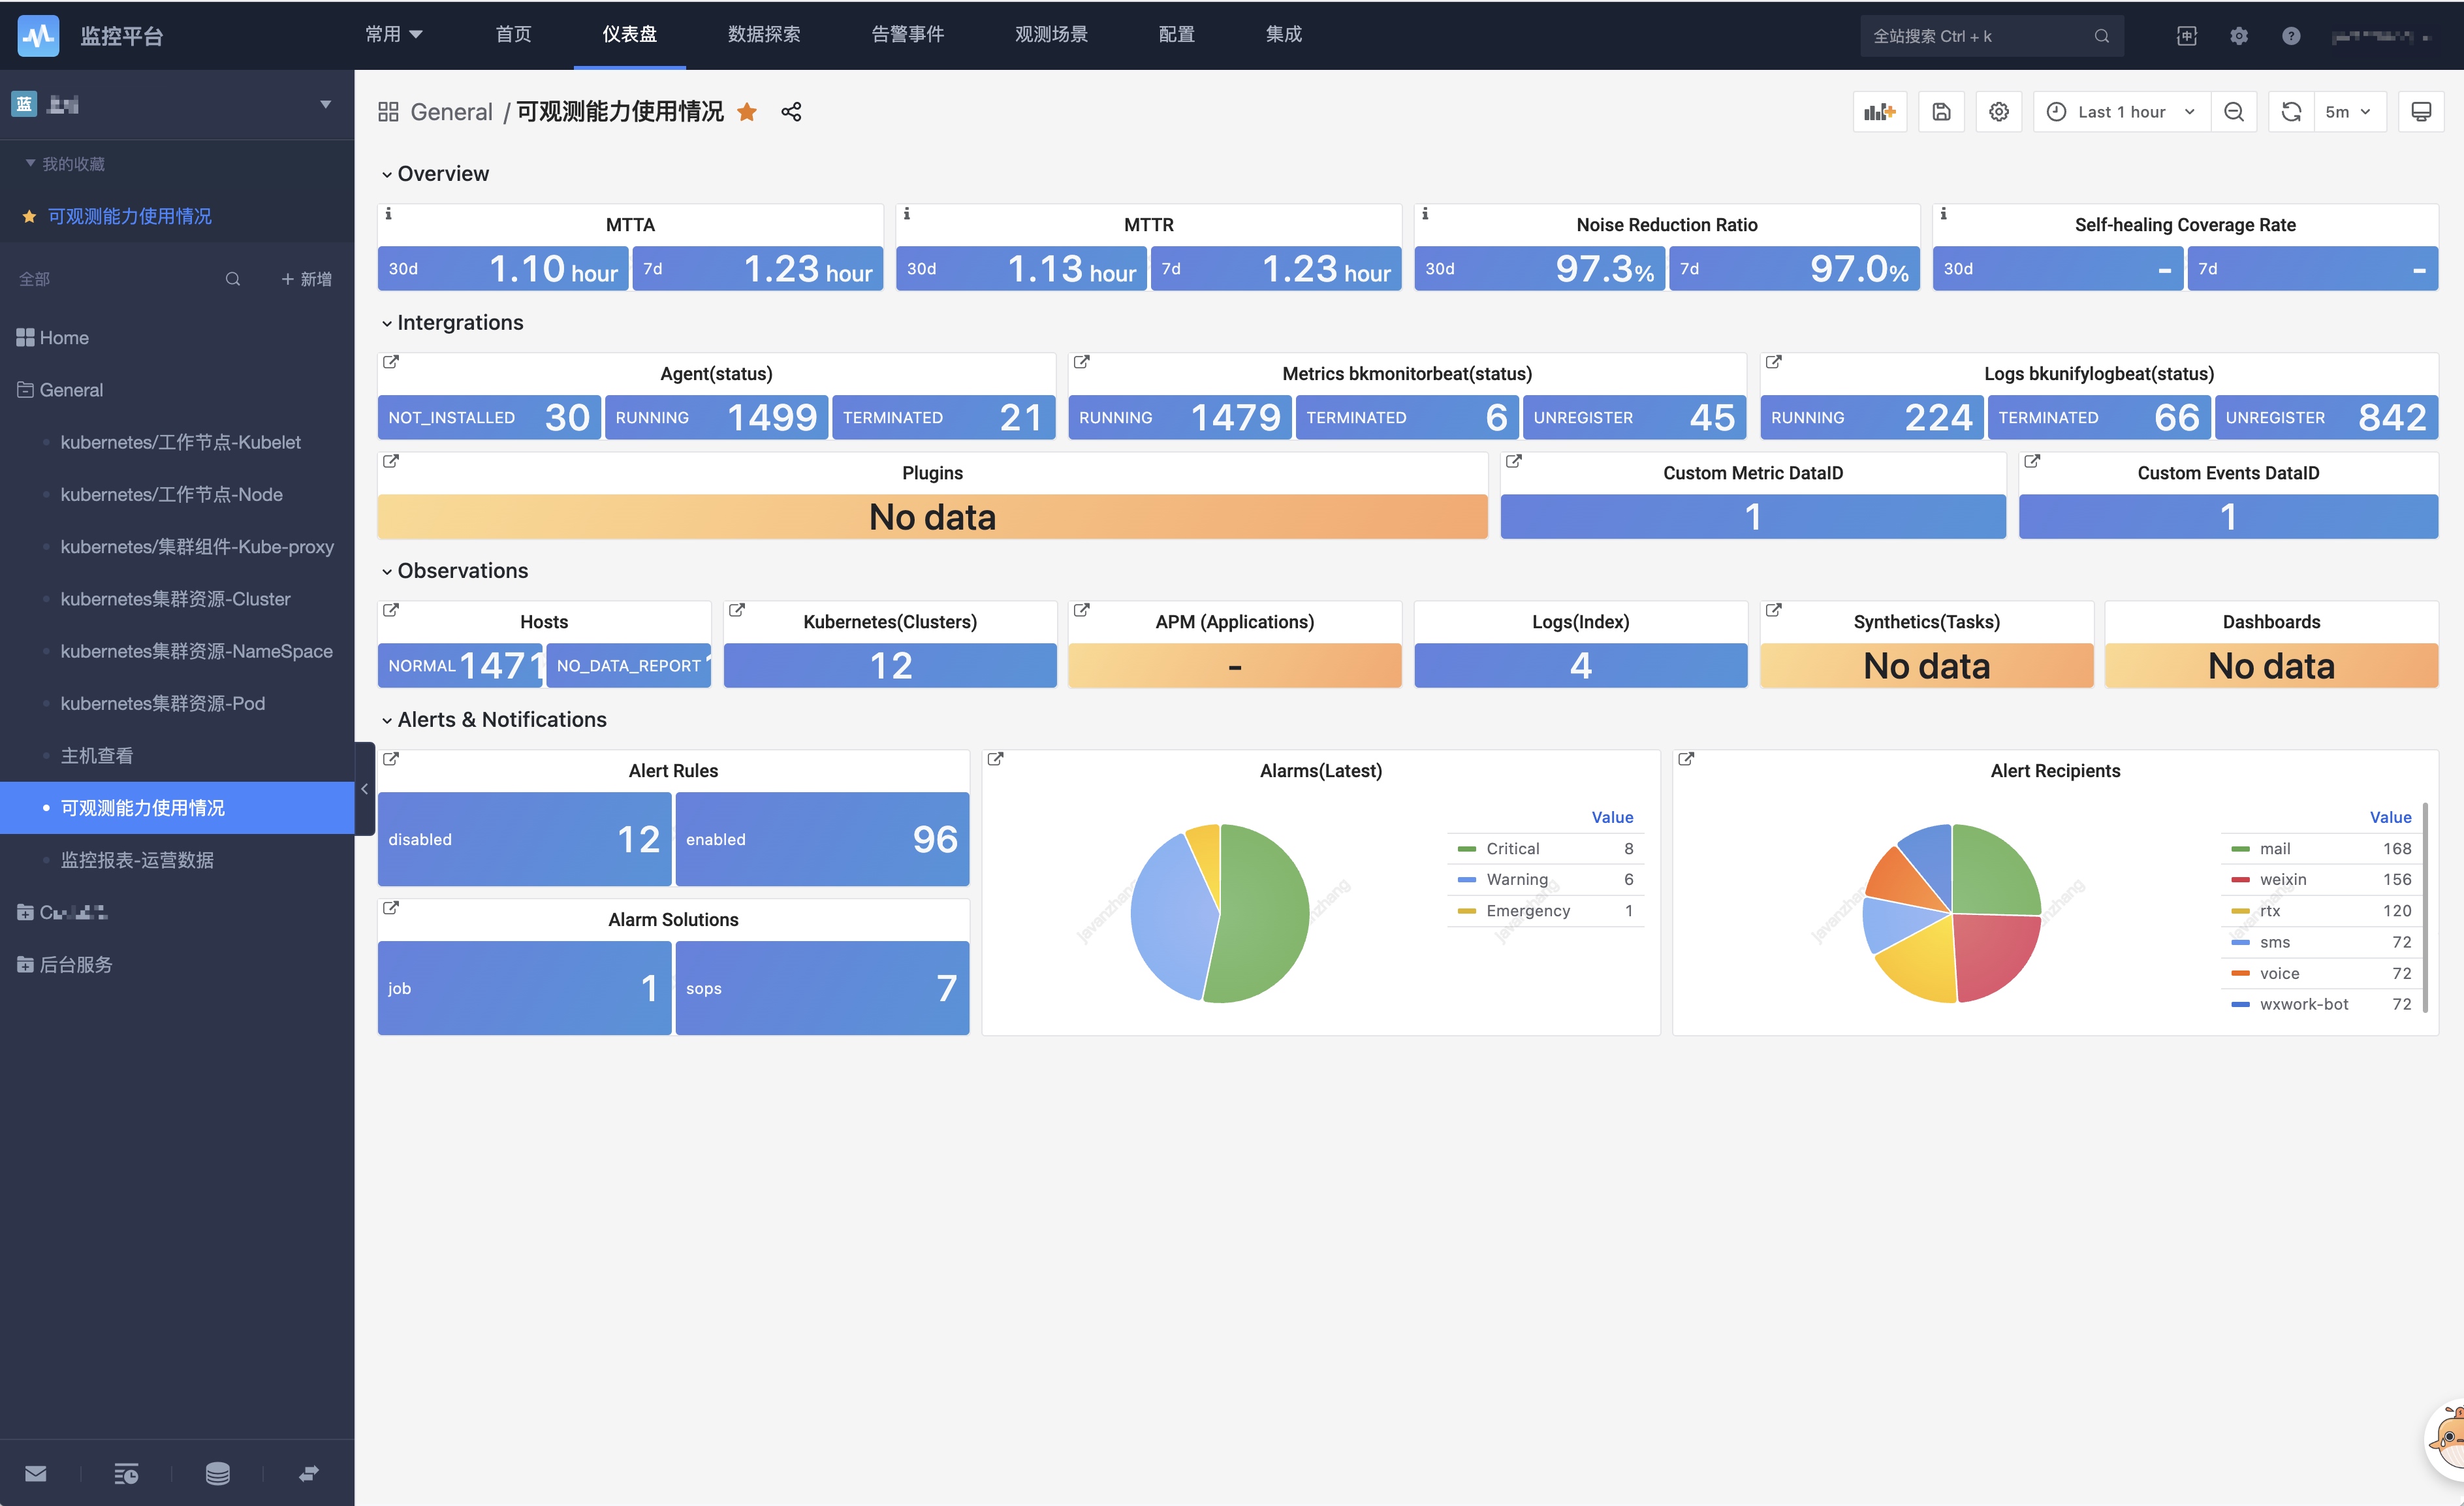 监控平台
常用
首页
仪表盘
数据探索
告警事件
观测场景
配置
集成
全站搜索 Ctrl + k
蓝
我的收藏
可观测能力使用情况
全部
+ 新增
Home
General
kubernetes/工作节点-Kubelet
kubernetes/工作节点-Node
kubernetes/集群组件-Kube-proxy
kubernetes集群资源-Cluster
kubernetes集群资源-NameSpace
kubernetes集群资源-Pod
主机查看
可观测能力使用情况
监控报表-运营数据
后台服务
General / 可观测能力使用情况
Last 1 hour
5m
Overview
MTTA
30d 1.10 hour
7d 1.23 hour
MTTR
30d 1.13 hour
7d 1.23 hour
Noise Reduction Ratio
30d 97.3%
7d 97.0%
Self-healing Coverage Rate
30d -
7d -
Intergrations
Agent(status)
NOT_INSTALLED 30
RUNNING 1499
TERMINATED 21
Metrics bkmonitorbeat(status)
RUNNING 1479
TERMINATED 6
UNREGISTER 45
Logs bkunifylogbeat(status)
RUNNING 224
TERMINATED 66
UNREGISTER 842
Plugins
No data
Custom Metric DataID
1
Custom Events DataID
1
Observations
Hosts
NORMAL 1471
NO_DATA_REPORT
Kubernetes(Clusters)
12
APM (Applications)
-
Logs(Index)
4
Synthetics(Tasks)
No data
Dashboards
No data
Alerts & Notifications
Alert Rules
disabled 12
enabled 96
Alarm Solutions
job 1
sops 7
Alarms(Latest)
Value
Critical 8
Warning 6
Emergency 1
javanzhang
Alert Recipients
Value
mail 168
weixin 156
rtx 120
sms 72
voice 72
wxwork-bot 72